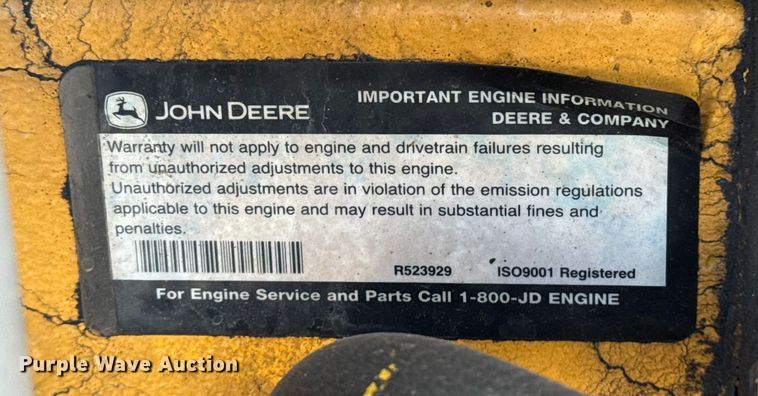 JOHN DEERE
IMPORTANT ENGINE INFORMATION
DEERE & COMPANY
Warranty will not apply to engine and drivetrain failures resulting
from unauthorized adjustments to this engine.
Unauthorized adjustments are in violation of the emission regulations
applicable to this engine and may result in substantial fines and
penalties.
R523929 ISO9001 Registered
For Engine Service and Parts Call 1-800-JD ENGINE
Purple Wave Auction